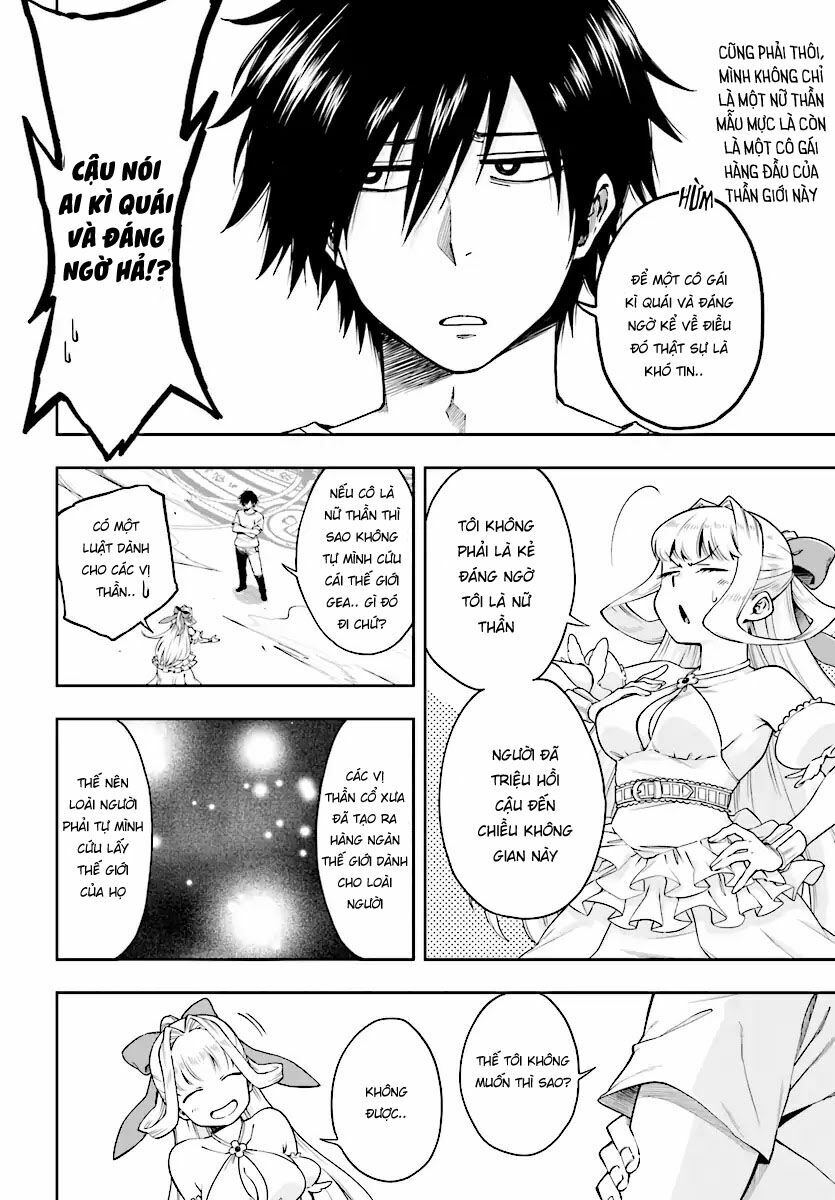 CŨNG PHẢI THÔI,
MÌNH KHÔNG CHỈ
LÀ MỘT NỮ THẦN
MẪU MỰC LÀ CÒN
LÀ MỘT CÔ GÁI
HÀNG ĐẦU CỦA
THẦN GIỚI NÀY
HỪM
ĐỂ MỘT CÔ GÁI
KÌ QUÁI VÀ ĐÁNG
NGỜ KỂ VỀ ĐIỀU
ĐÓ THẬT SỰ LÀ
KHÓ TIN..
CẬU NÓI
AI KÌ QUÁI
VÀ ĐÁNG
NGỜ HẢ!?
TÔI KHÔNG
PHẢI LÀ KẺ
ĐÁNG NGỜ
TÔI LÀ NỮ
THẦN
NGƯỜI ĐÃ
TRIỆU HỒI
CẬU ĐẾN
CHIỀU KHÔNG
GIAN NÀY
NẾU CÔ LÀ
NỮ THẦN THÌ
SAO KHÔNG
TỰ MÌNH CỨU
CÁI THẾ GIỚI
GEA.. GÌ ĐÓ
ĐI CHỨ?
CÓ MỘT
LUẬT DÀNH
CHO CÁC VỊ
THẦN..
CÁC VỊ
THẦN CỔ XƯA
ĐÃ TẠO RA
HÀNG NGÀN
THẾ GIỚI DÀNH
CHO LOÀI
NGƯỜI
THẾ NÊN
LOÀI NGƯỜI
PHẢI TỰ MÌNH
CỨU LẤY
THẾ GIỚI
CỦA HỌ
THẾ TÔI KHÔNG
MUỐN THÌ SAO?
KHÔNG
ĐƯỢC..